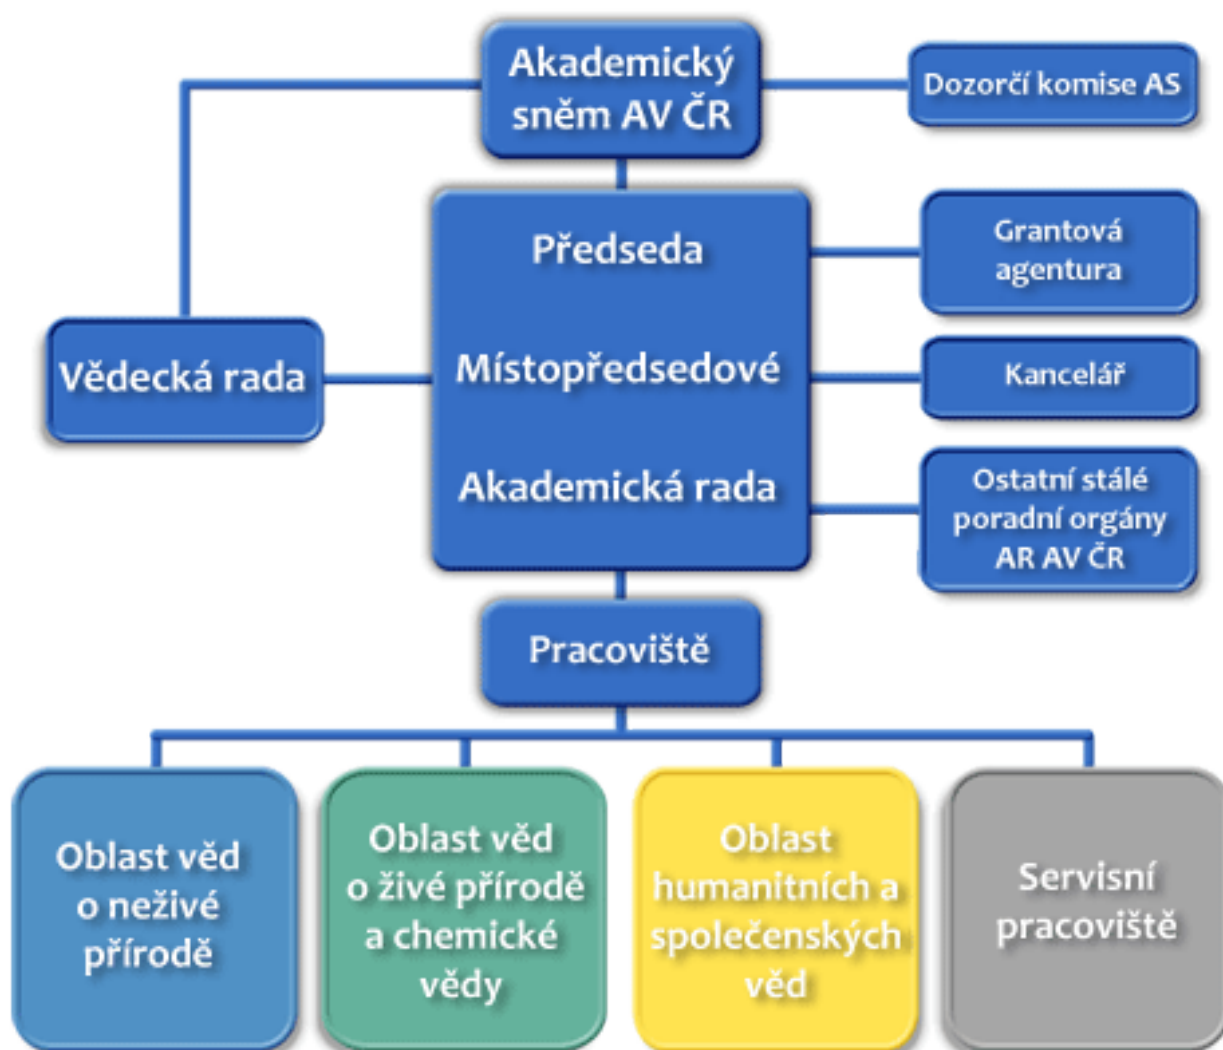 Akademický
sněm AV ČR
Dozorčí komise AS
Předseda
Grantová
agentura
Vědecká rada
Místopředsedové
Kancelář
Akademická rada
Ostatní stálé
poradní orgány
AR AV ČR
Pracoviště
Oblast věd
o neživé
přírodě
Oblast věd
o živé přírodě
a chemické
vědy
Oblast
humanitních a
společenských
věd
Servisní
pracoviště